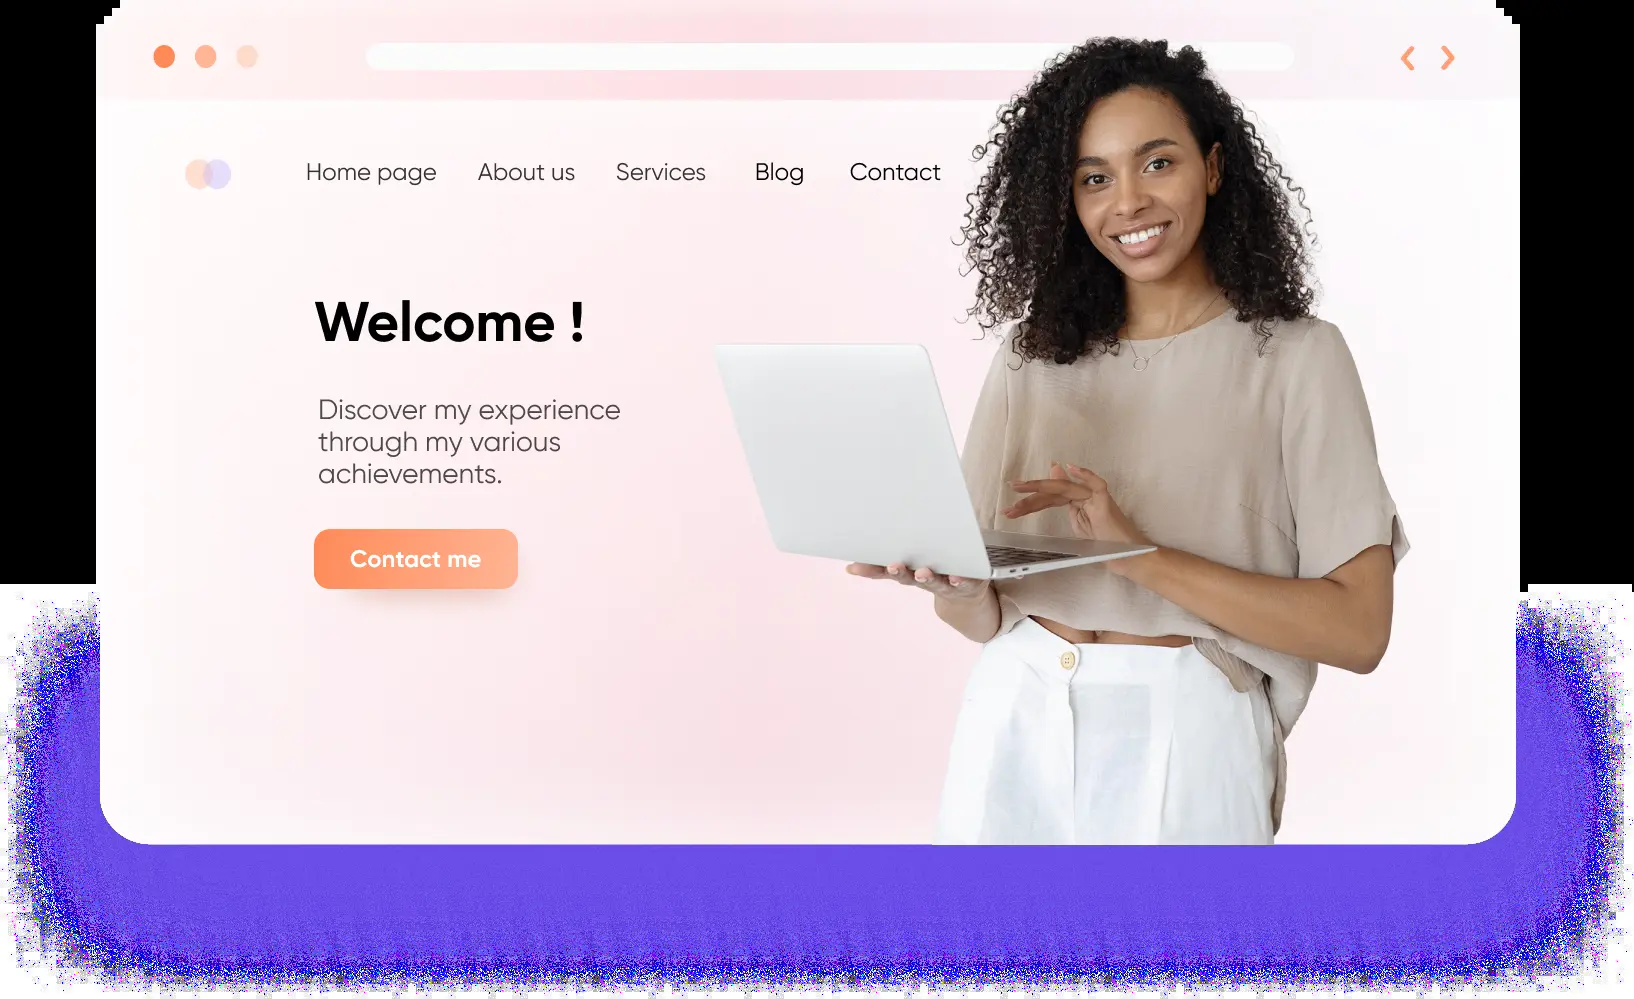 Home page About us Services Blog Contact
Welcome !
Discover my experience
through my various
achievements.
Contact me